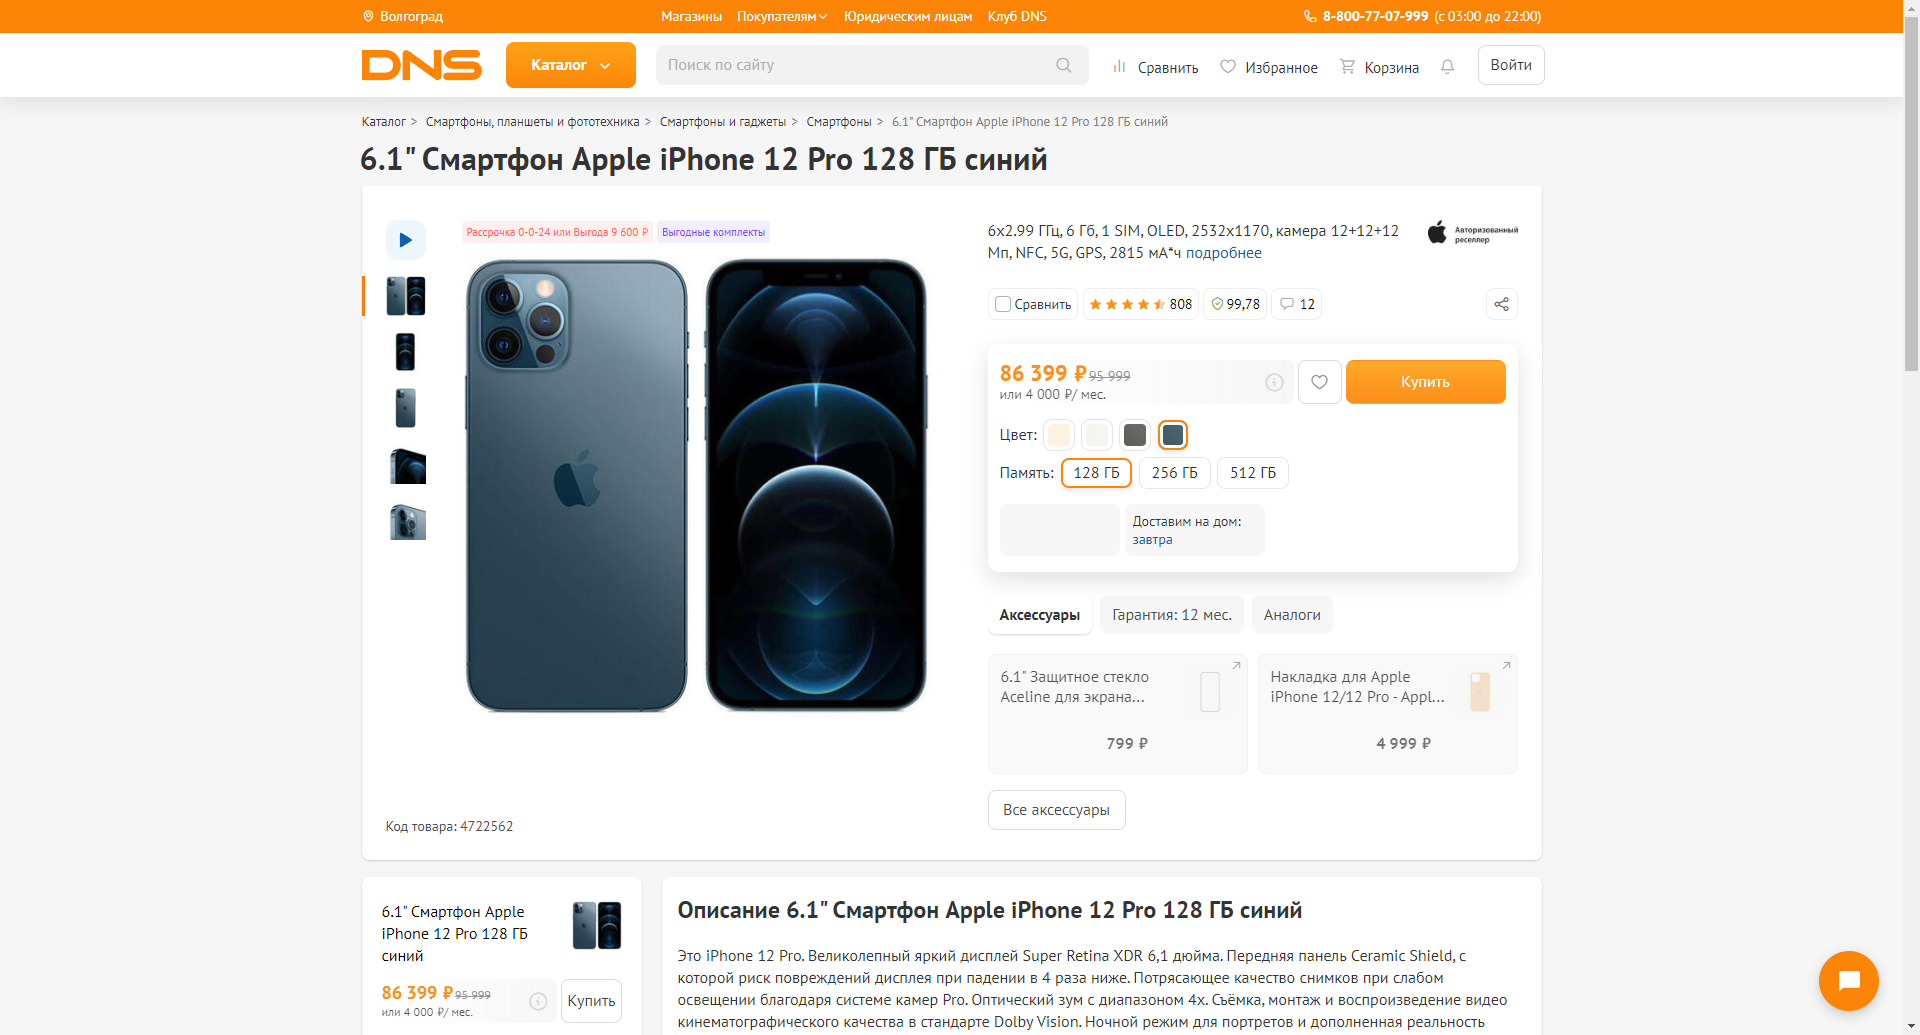 Волгоград
Магазины Покупателям Юридическим лицам Клуб DNS
8-800-77-07-999 (с 03:00 до 22:00)
DNS
Каталог
Поиск по сайту
Сравнить
Избранное
Корзина
Войти
Каталог > Смартфоны, планшеты и фототехника > Смартфоны и гаджеты > Смартфоны > 6.1" Смартфон Apple iPhone 12 Pro 128 ГБ синий
6.1" Смартфон Apple iPhone 12 Pro 128 ГБ синий
Рассрочка 0-0-24 или Выгода 9 600 ₽
Выгодные комплекты
6x2.99 ГГц, 6 Гб, 1 SIM, OLED, 2532x1170, камера 12+12+12
Мп, NFC, 5G, GPS, 2815 мА*ч подробнее
Авторизованный
реселлер
Сравнить
808
99,78
12
86 399 ₽ 95 999
или 4 000 ₽/ мес.
Купить
Цвет:
Память:
128 ГБ
256 ГБ
512 ГБ
Доставим на дом:
завтра
Аксессуары
Гарантия: 12 мес.
Аналоги
6.1" Защитное стекло
Aceline для экрана...
799 ₽
Накладка для Apple
iPhone 12/12 Pro - Appl...
4 999 ₽
Все аксессуары
Код товара: 4722562
6.1" Смартфон Apple
iPhone 12 Pro 128 ГБ
синий
86 399 ₽ 95 999
или 4 000 ₽/ мес.
Купить
Описание 6.1" Смартфон Apple iPhone 12 Pro 128 ГБ синий
Это iPhone 12 Pro. Великолепный яркий дисплей Super Retina XDR 6,1 дюйма. Передняя панель Ceramic Shield, с
которой риск повреждений дисплея при падении в 4 раза ниже. Потрясающее качество снимков при слабом
освещении благодаря системе камер Pro. Оптический зум с диапазоном 4x. Съёмка, монтаж и воспроизведение видео
кинематографического качества в стандарте Dolby Vision. Ночной режим для портретов и дополненная реальность